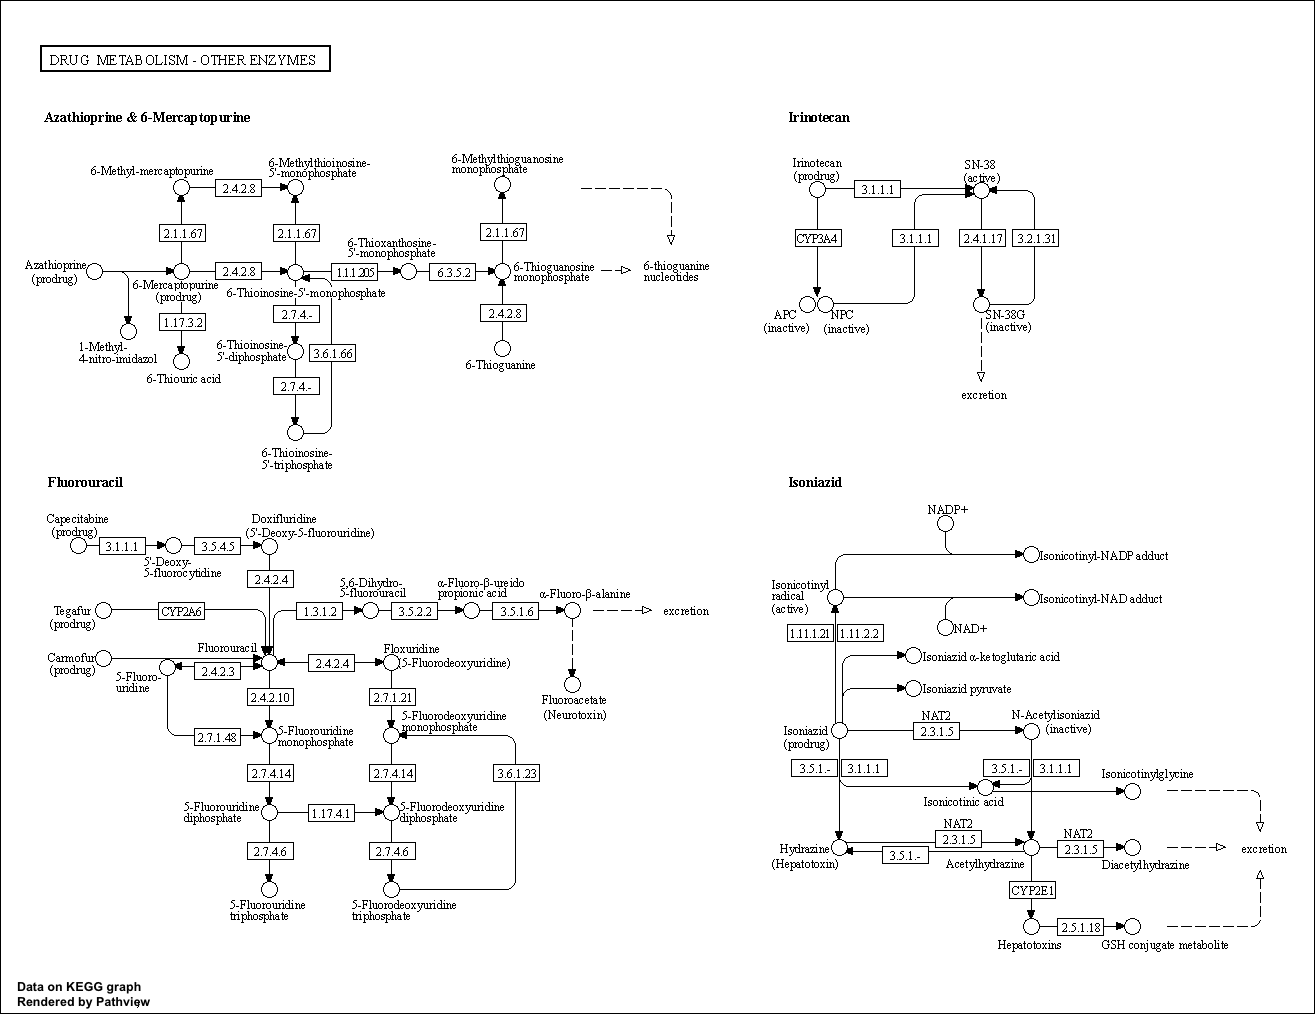 DRUG METABOLISM - OTHER ENZYMES
Azathioprine & 6-Mercaptopurine
6-Methyl-mercaptopurine
6-Methylthioinosine-
5'-monophosphate
6-Methylthioguanosine
monophosphate
2.4.2.8
2.1.1.67
2.1.1.67
2.1.1.67
6-Thioxanthosine-
5'-monophosphate
Azathioprine
(prodrug)
2.4.2.8
1.1.1.205
6.3.5.2
6-Thioguanosine
monophosphate
6-thioguanine
nucleotides
6-Mercaptopurine
(prodrug)
6-Thioinosine-5'-monophosphate
1.17.3.2
2.7.4.-
2.4.2.8
1-Methyl-
4-nitro-imidazol
6-Thioinosine-
5'-diphosphate
3.6.1.66
6-Thioguanine
6-Thiouric acid
2.7.4.-
6-Thioinosine-
5'-triphosphate
Irinotecan
Irinotecan
(prodrug)
SN-38
(active)
3.1.1.1
CYP3A4
3.1.1.1
2.4.1.17
3.2.1.31
APC
(inactive)
NPC
(inactive)
SN-38G
(inactive)
excretion
Fluorouracil
Capecitabine
(prodrug)
Doxifluridine
(5'-Deoxy-5-fluorouridine)
3.1.1.1
3.5.4.5
5'-Deoxy-
5-fluorocytidine
2.4.2.4
5,6-Dihydro-
5-fluorouracil
α-Fluoro-β-ureido
propionic acid
α-Fluoro-β-alanine
Tegafur
(prodrug)
CYP2A6
1.3.1.2
3.5.2.2
3.5.1.6
excretion
Fluorouracil
Floxuridine
(5-Fluorodeoxyuridine)
Carmofur
(prodrug)
2.4.2.3
2.4.2.4
5-Fluoro-
uridine
2.4.2.10
2.7.1.21
Fluoroacetate
(Neurotoxin)
2.7.1.48
5-Fluorouridine
monophosphate
5-Fluorodeoxyuridine
monophosphate
2.7.4.14
2.7.4.14
3.6.1.23
5-Fluorouridine
diphosphate
1.17.4.1
5-Fluorodeoxyuridine
diphosphate
2.7.4.6
2.7.4.6
5-Fluorouridine
triphosphate
5-Fluorodeoxyuridine
triphosphate
Isoniazid
NADP+
Isonicotinyl-NADP adduct
Isonicotinyl
radical
(active)
Isonicotinyl-NAD adduct
NAD+
1.11.1.21
1.11.2.2
Isoniazid α-ketoglutaric acid
Isoniazid pyruvate
Isoniazid
(prodrug)
NAT2
2.3.1.5
N-Acetylisoniazid
(inactive)
3.5.1.-
3.1.1.1
3.5.1.-
3.1.1.1
Isonicotinylglycine
Isonicotinic acid
NAT2
2.3.1.5
NAT2
2.3.1.5
Hydrazine
(Hepatotoxin)
3.5.1.-
Acetylhydrazine
Diacetylhydrazine
excretion
CYP2E1
2.5.1.18
Hepatotoxins
GSH conjugate metabolite
Data on KEGG graph
Rendered by Pathview